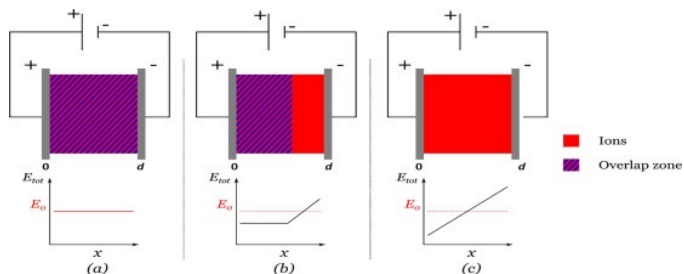 (a)
(b)
(c)
+ -
+ -
+ -
+ -
+ -
+ -
0 d
0 d
0 d
Ions
Overlap zone
Etot
Etot
Etot
Eo
Eo
Eo
x
x
x
(a)
(b)
(c)